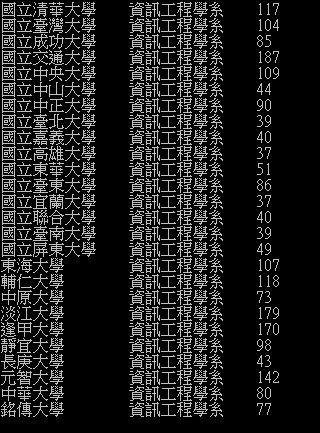 國立清華大學 資訊工程學系 117
國立臺灣大學 資訊工程學系 104
國立成功大學 資訊工程學系 85
國立交通大學 資訊工程學系 187
國立中央大學 資訊工程學系 109
國立中山大學 資訊工程學系 44
國立中正大學 資訊工程學系 90
國立臺北大學 資訊工程學系 39
國立嘉義大學 資訊工程學系 40
國立高雄大學 資訊工程學系 37
國立東華大學 資訊工程學系 51
國立臺東大學 資訊工程學系 86
國立宜蘭大學 資訊工程學系 37
國立聯合大學 資訊工程學系 40
國立臺南大學 資訊工程學系 39
國立屏東大學 資訊工程學系 49
東海大學 資訊工程學系 107
輔仁大學 資訊工程學系 118
中原大學 資訊工程學系 73
淡江大學 資訊工程學系 179
逢甲大學 資訊工程學系 170
靜宜大學 資訊工程學系 98
長庚大學 資訊工程學系 43
元智大學 資訊工程學系 142
中華大學 資訊工程學系 80
銘傳大學 資訊工程學系 77